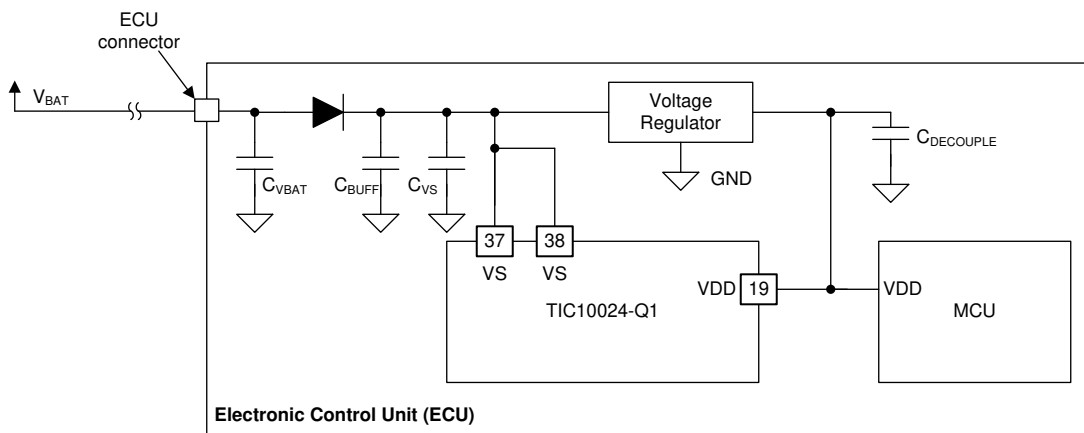 ECU
connector
V_BAT
Voltage
Regulator
C_DECOUPLE
C_VBAT
C_BUFF
C_VS
GND
37
38
VS
VS
VDD
19
VDD
TIC10024-Q1
MCU
Electronic Control Unit (ECU)